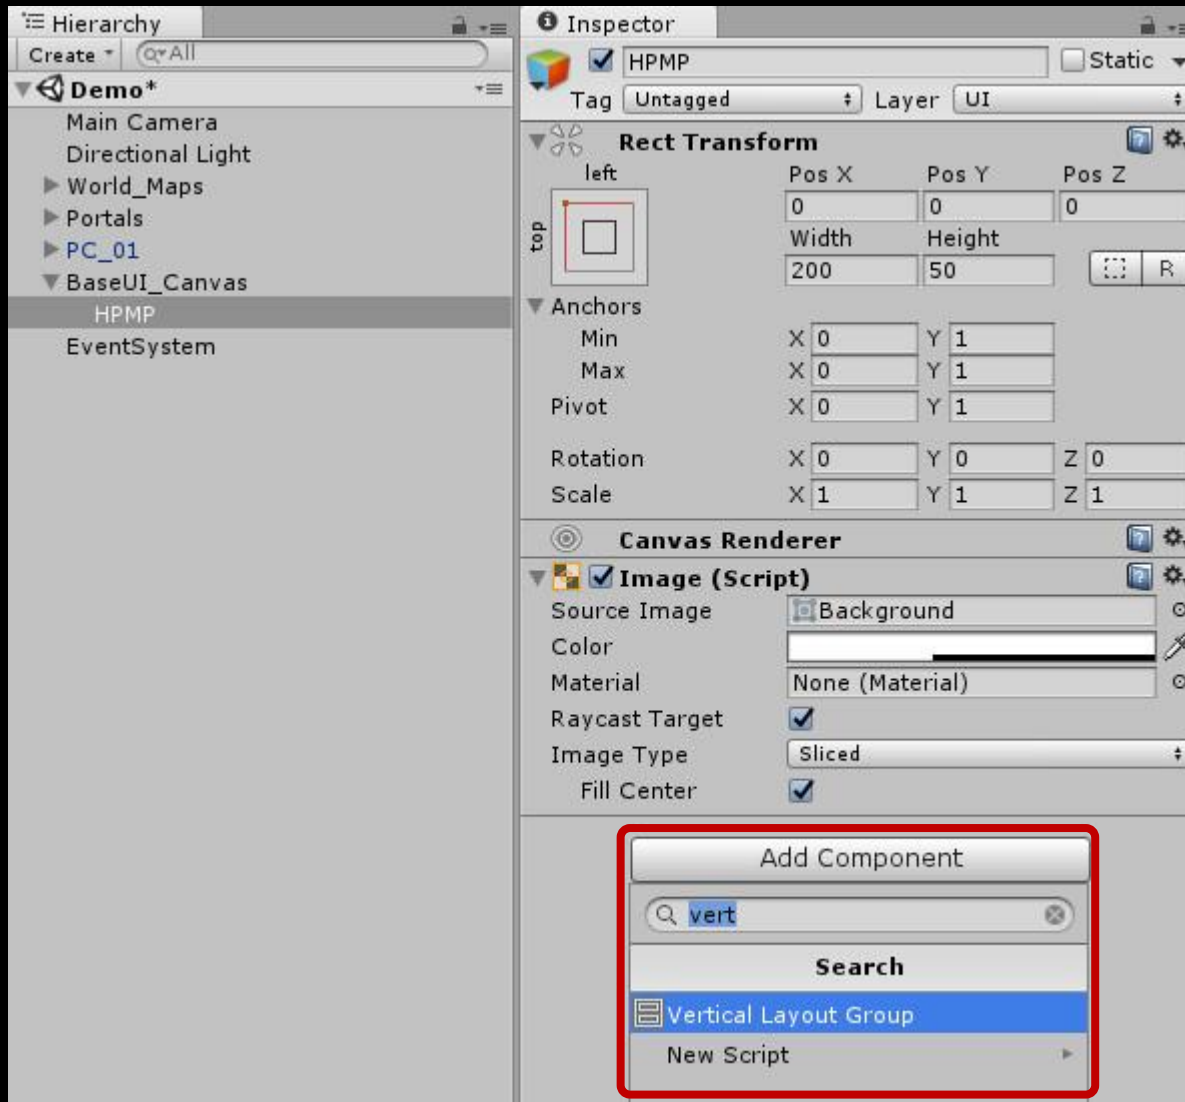 Hierarchy
Create
All
Demo*
Main Camera
Directional Light
World_Maps
Portals
PC_01
BaseUI_Canvas
HPMP
EventSystem
Inspector
HPMP
Static
Tag Untagged Layer UI
Rect Transform
left
top
Pos X Pos Y Pos Z
0 0 0
Width Height
200 50
R
Anchors
Min X 0 Y 1
Max X 0 Y 1
Pivot X 0 Y 1
Rotation X 0 Y 0 Z 0
Scale X 1 Y 1 Z 1
Canvas Renderer
Image (Script)
Source Image Background
Color
Material None (Material)
Raycast Target
Image Type Sliced
Fill Center
Add Component
vert
Search
Vertical Layout Group
New Script